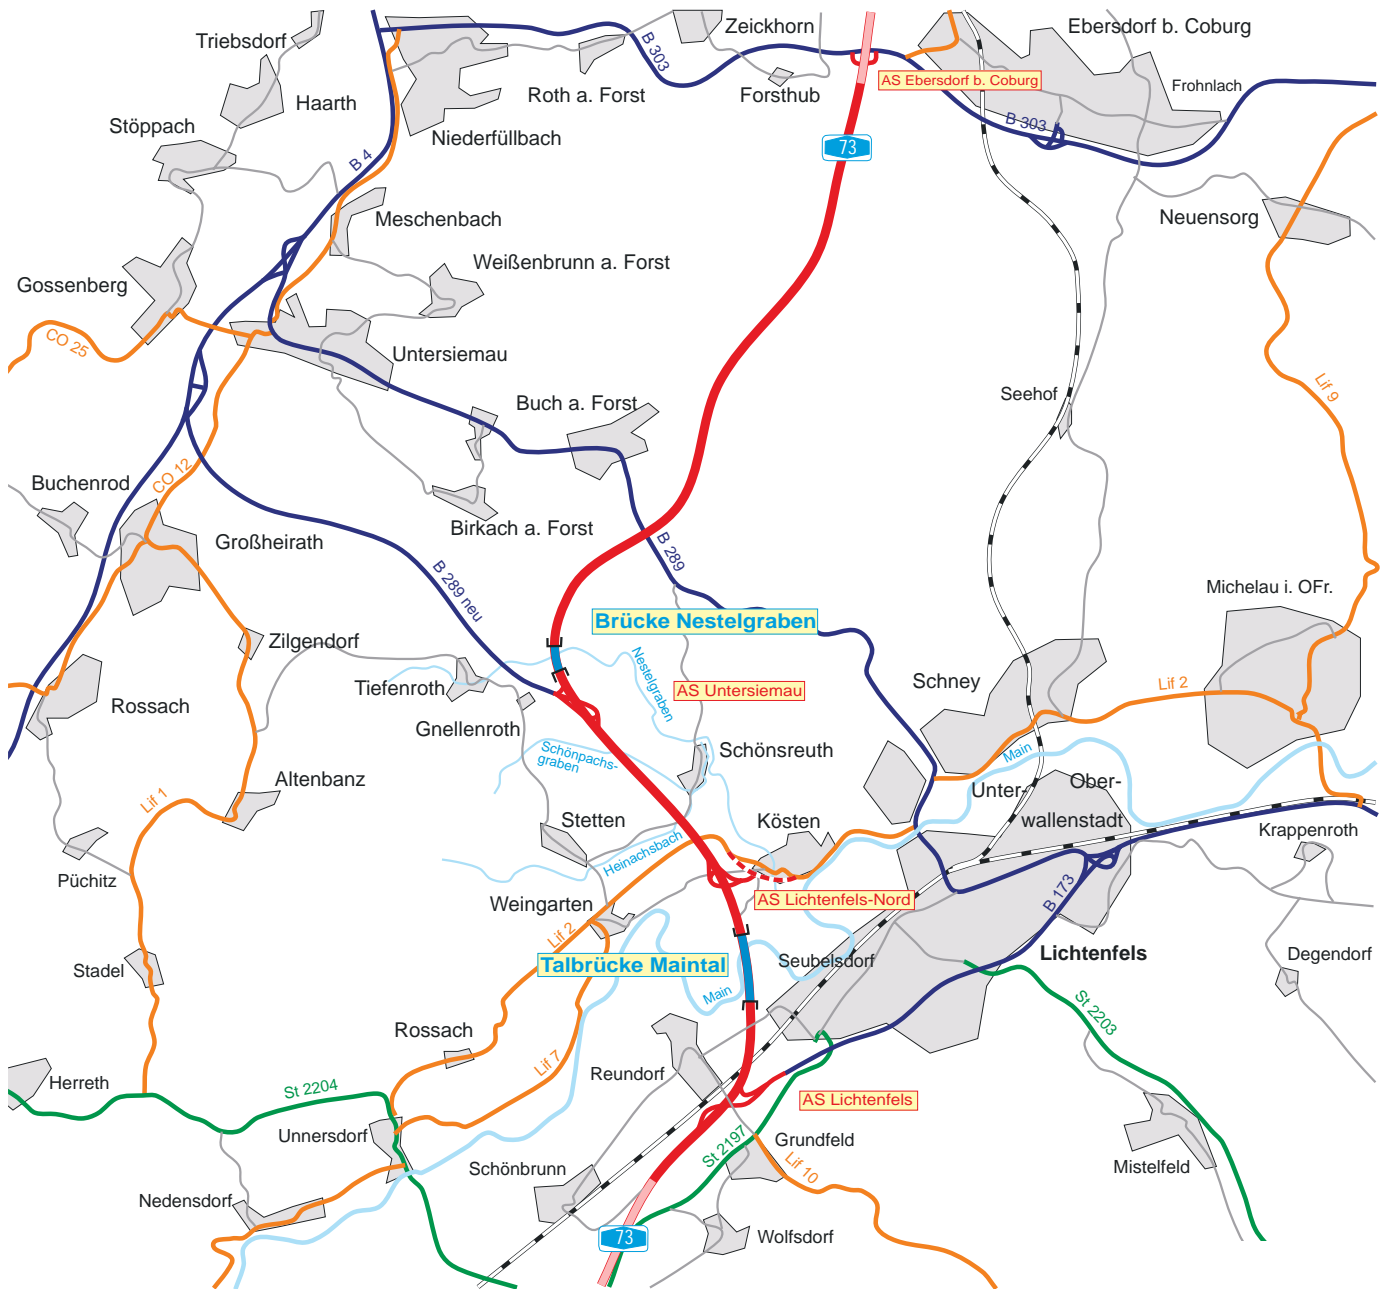 Triebsdorf
Zeickhorn
Ebersdorf b. Coburg
B 303
AS Ebersdorf b. Coburg
Frohnlach
Haarth
Roth a. Forst
Forsthub
Stöppach
Niederfüllbach
B 303
B 4
73
Meschenbach
Neuensorg
Weißenbrunn a. Forst
Gossenberg
CO 25
Untersiemau
Seehof
Lif 9
Buch a. Forst
CO 12
Buchenrod
Birkach a. Forst
Großheirath
B 289
B 289 neu
Michelau i. OFr.
Brücke Nestelgraben
Zilgendorf
Nestelgraben
Tiefenroth
AS Untersiemau
Schney
Lif 2
Rossach
Gnellenroth
Schönsreuth
Schönpachs-
graben
Main
Altenbanz
Unter-
Ober-
wallenstadt
Lif 1
Stetten
Kösten
Krappenroth
Heinachsbach
Püchitz
AS Lichtenfels-Nord
B 173
Weingarten
Lif 2
Lichtenfels
Degendorf
Talbrücke Maintal
Seubelsdorf
Stadel
Main
St 2203
Rossach
Lif 7
Reundorf
Herreth
St 2204
AS Lichtenfels
Unnersdorf
St 2197
Grundfeld
Lif 10
Schönbrunn
Mistelfeld
Nedensdorf
73
Wolfsdorf